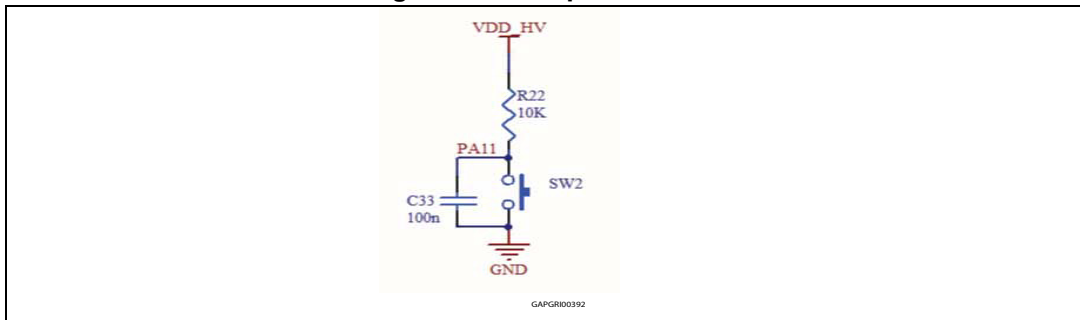 VDD_HV
R22
10K
PA11
SW2
C33
100n
GND
GAPGRI00392